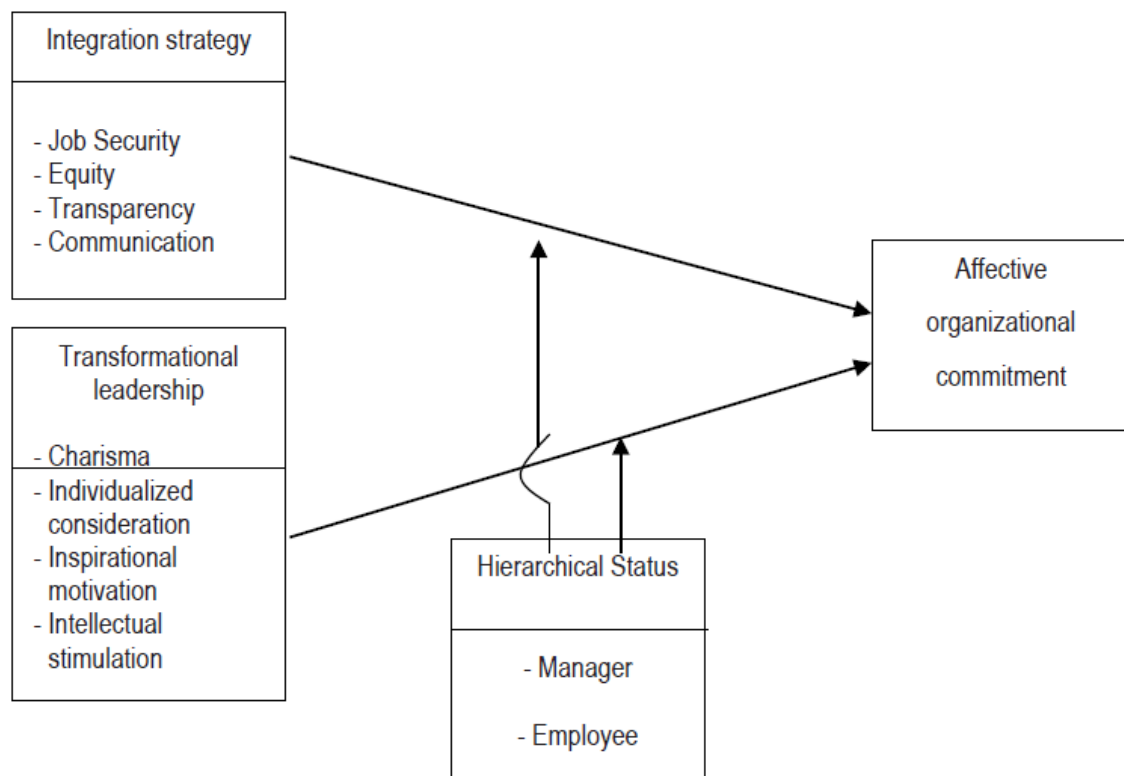 Integration strategy
- Job Security
- Equity
- Transparency
- Communication
Transformational
leadership
- Charisma
- Individualized
consideration
- Inspirational
motivation
- Intellectual
stimulation
Affective
organizational
commitment
Hierarchical Status
- Manager
- Employee